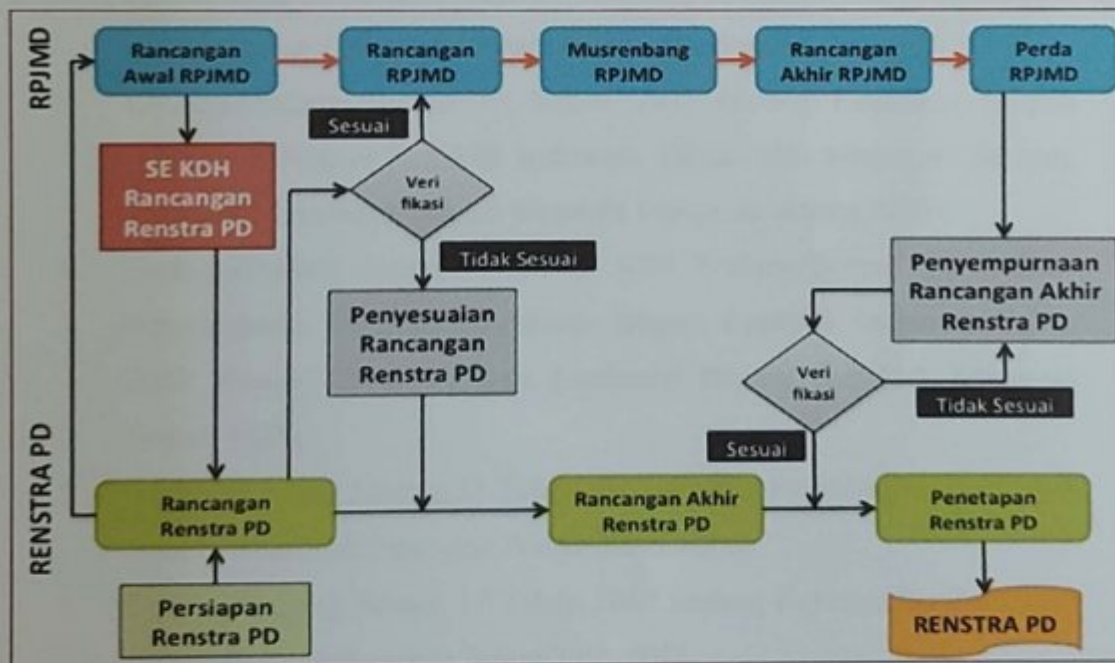 RPJMD
Rancangan
Awal RPJMD
Rancangan
RPJMD
Musrenbang
RPJMD
Rancangan
Akhir RPJMD
Perda
RPJMD
Sesuai
SE KDH
Rancangan
Renstra PD
Veri
fikasi
Tidak Sesuai
Penyesuaian
Rancangan
Renstra PD
Penyempurnaan
Rancangan Akhir
Renstra PD
Veri
fikasi
Tidak Sesuai
Sesuai
RENSTRA PD
Rancangan
Renstra PD
Rancangan Akhir
Renstra PD
Penetapan
Renstra PD
Persiapan
Renstra PD
RENSTRA PD